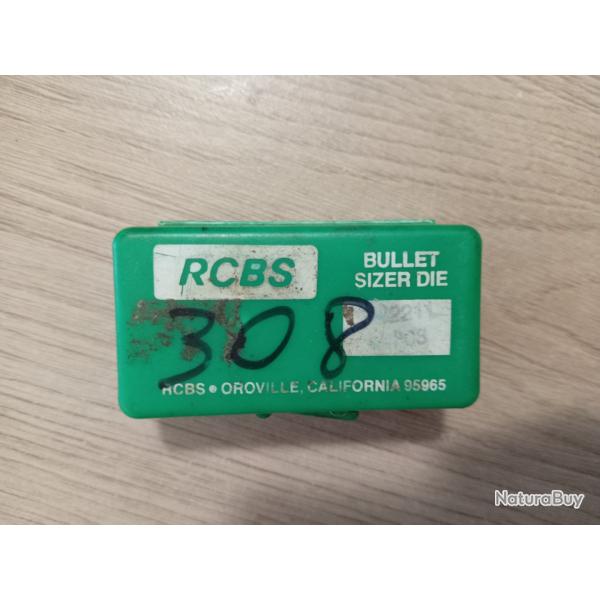 RCBS
BULLET
SIZER DIE
308
RCBS • OROVILLE, CALIFORNIA 95965
NaturaBuy